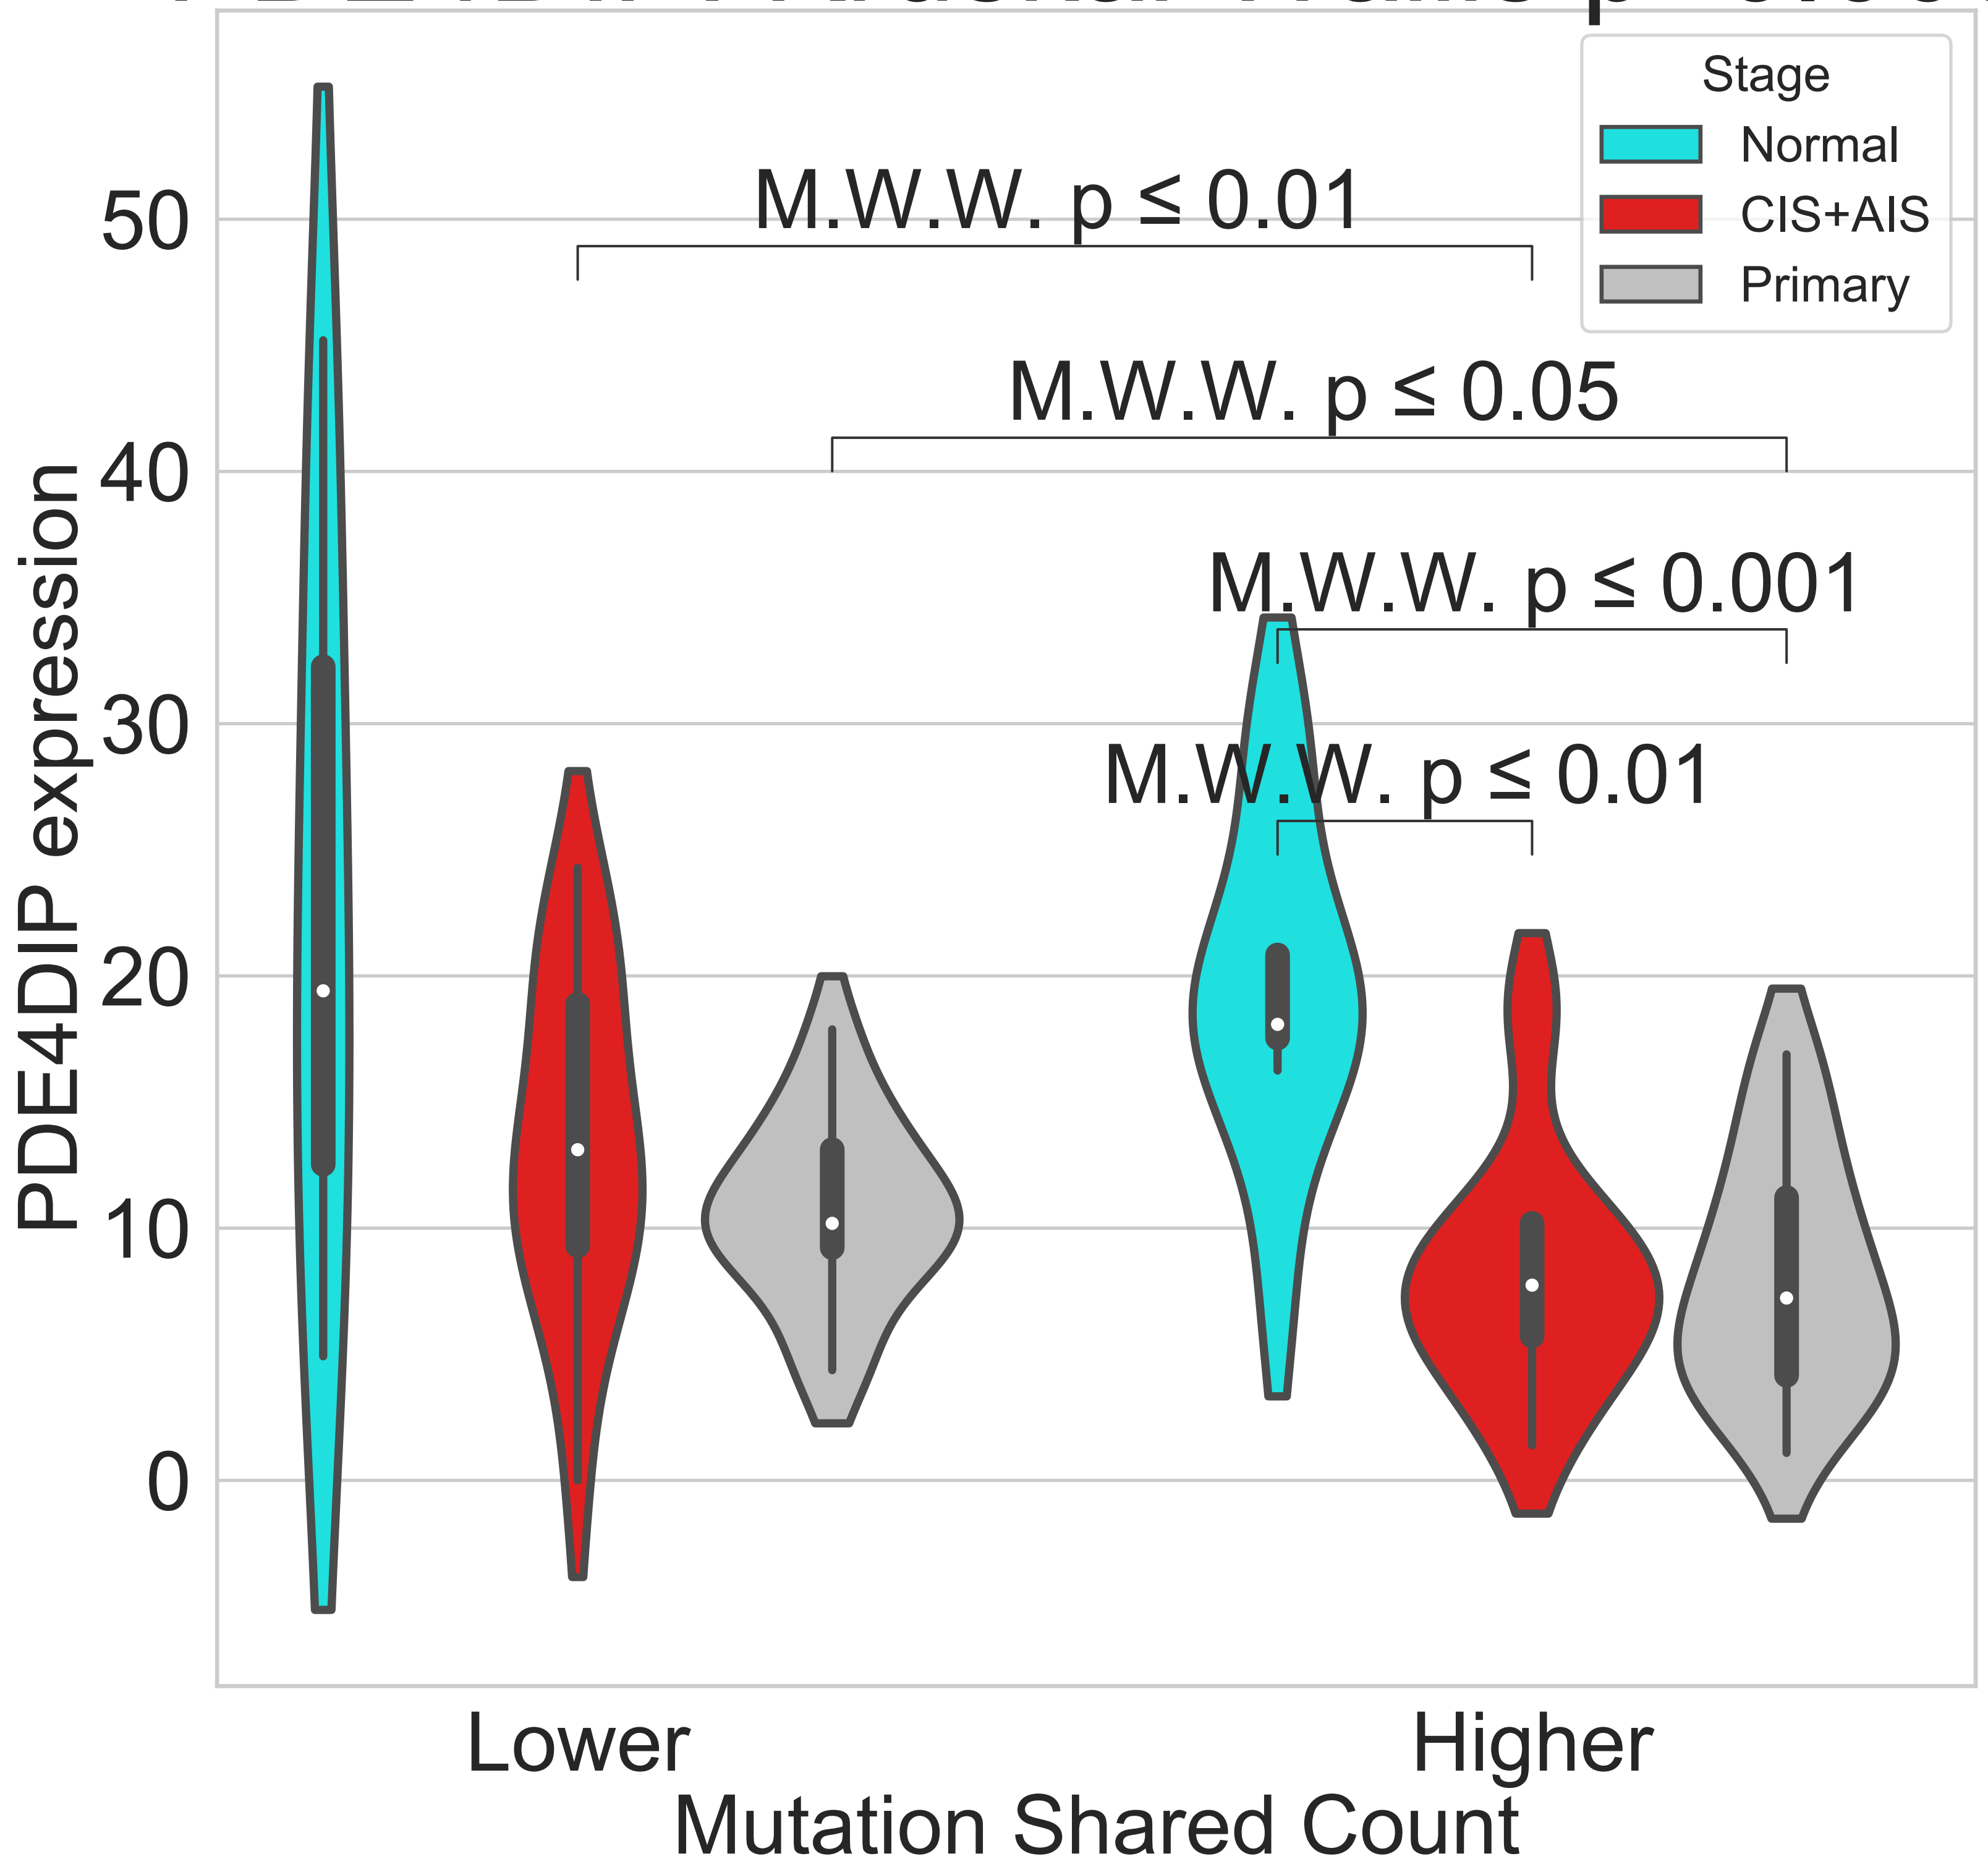 Stage
Normal
CIS+AIS
Primary
M.W.W. p ≤ 0.01
M.W.W. p ≤ 0.05
M.W.W. p ≤ 0.001
M.W.W. p ≤ 0.01
PDE4DIP expression
50
40
30
20
10
0
Lower
Higher
Mutation Shared Count